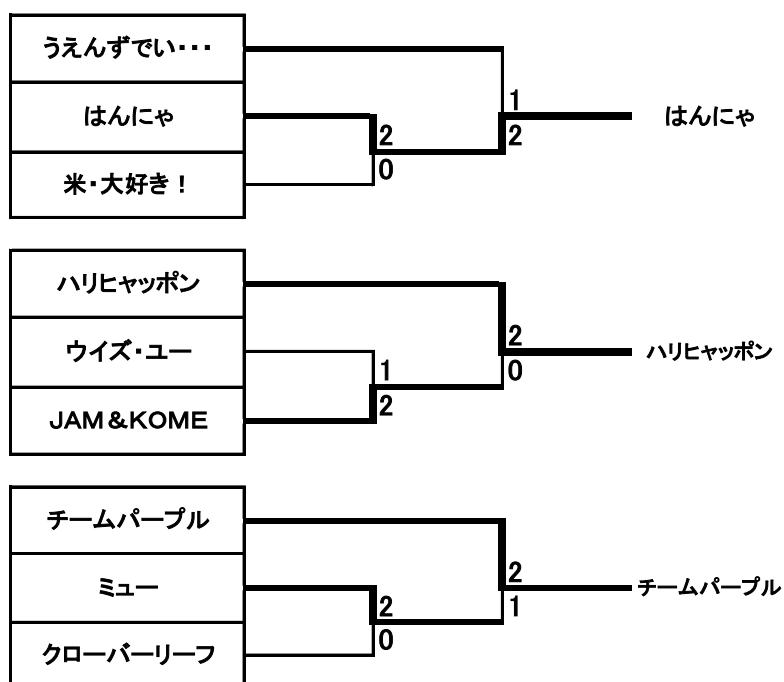 うえんずでい・・・
1
はんにゃ
はんにゃ
2
2
0
米・大好き！
ハリヒャッポン
2
ウイズ・ユー
ハリヒャッポン
1
0
2
JAM＆KOME
チームパープル
2
ミュー
チームパープル
2
1
0
クローバーリーフ